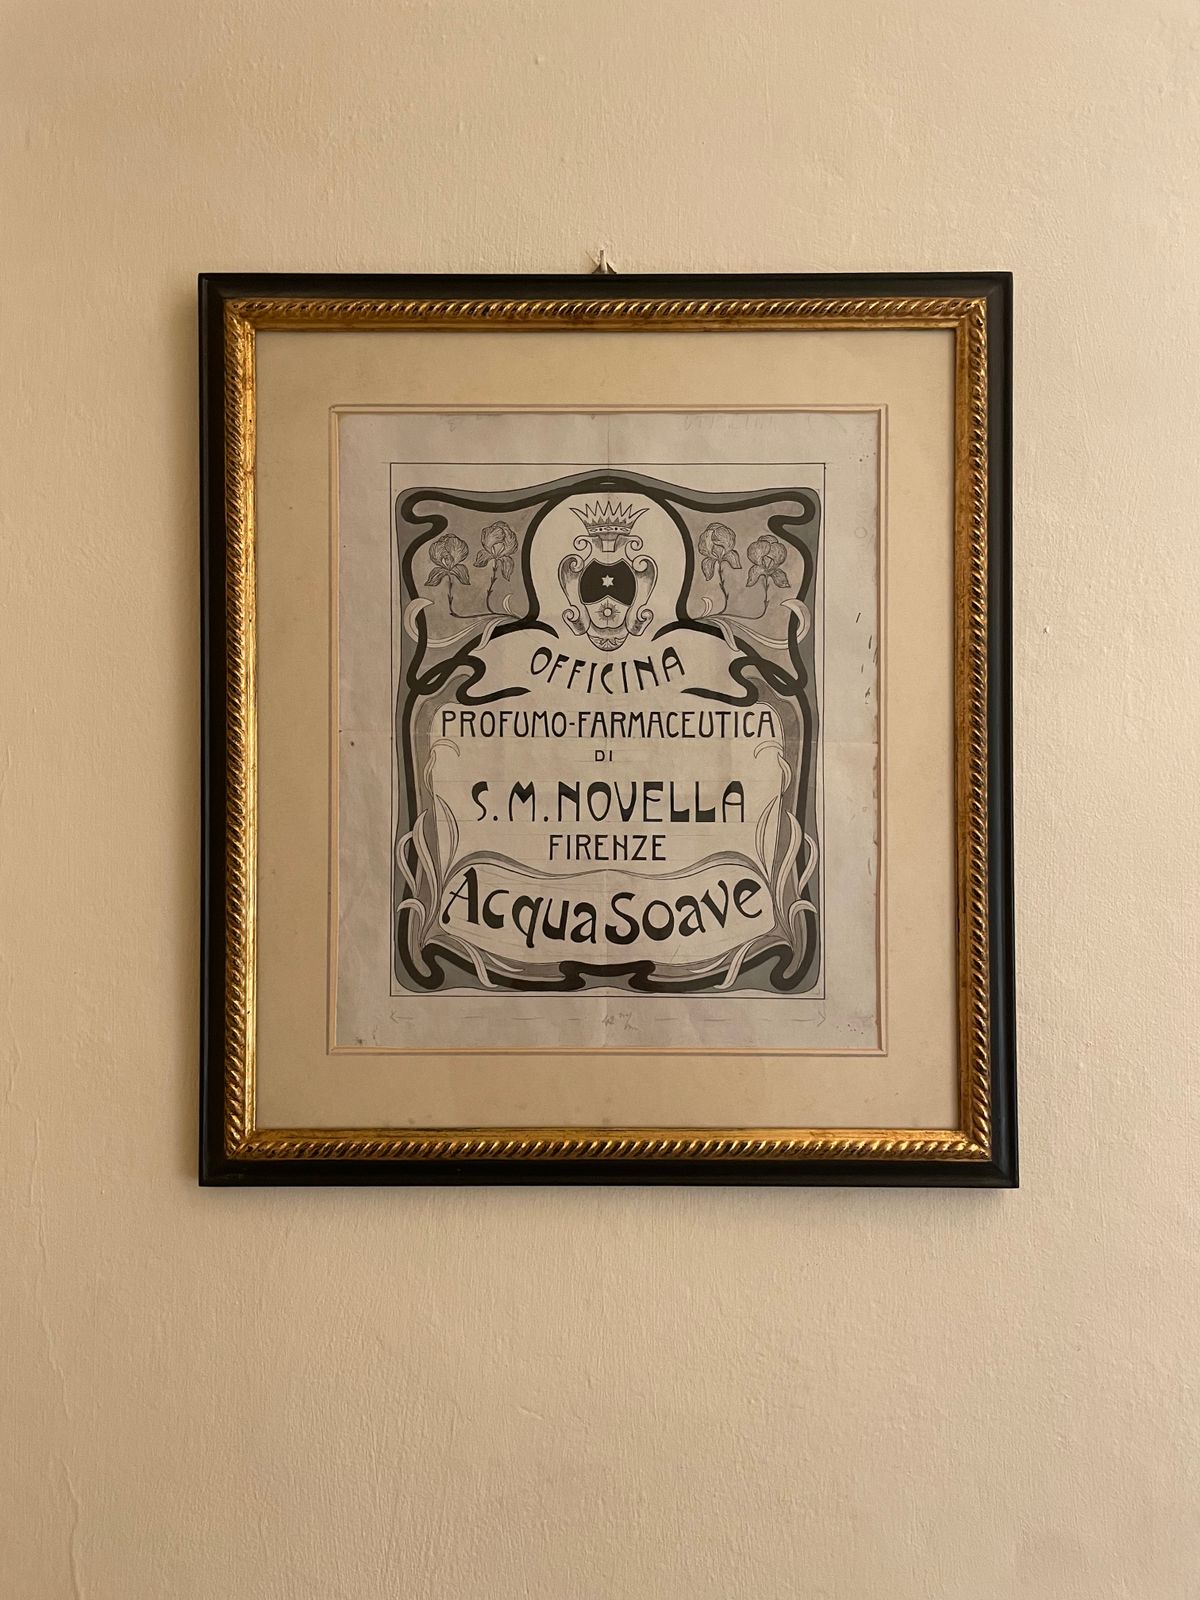 OFFICINA
PROFUMO-FARMACEUTICA
DI
S. M. NOVELLA
FIRENZE
Acqua Soave